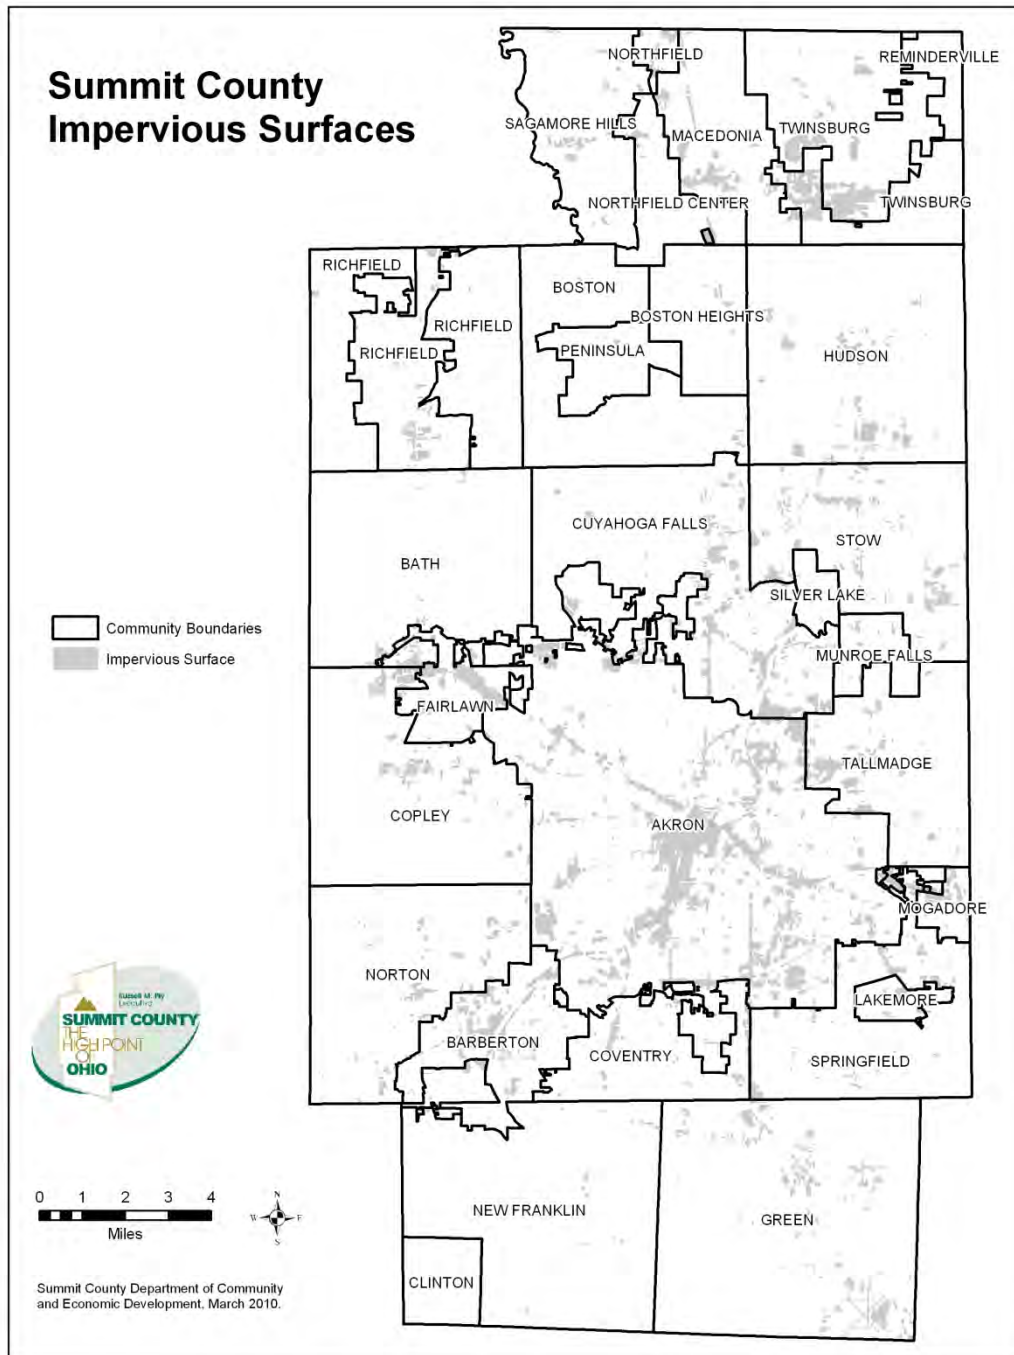 Summit County
Impervious Surfaces
NORTHFIELD
REMINDERVILLE
SAGAMORE HILLS
MACEDONIA
TWINSBURG
NORTHFIELD CENTER
TWINSBURG
RICHFIELD
BOSTON
BOSTON HEIGHTS
RICHFIELD
RICHFIELD
PENINSULA
HUDSON
CUYAHOGA FALLS
STOW
BATH
SILVER LAKE
Community Boundaries
Impervious Surface
MUNROE FALLS
FAIRLAWN
TALLMADGE
COPLEY
AKRON
MOGADORE
NORTON
LAKEMORE
Russell M. Pry
Executive
SUMMIT COUNTY
THE
HIGH POINT
OF
OHIO
BARBERTON
COVENTRY
SPRINGFIELD
0 1 2 3 4
Miles
N
W E
S
NEW FRANKLIN
GREEN
CLINTON
Summit County Department of Community
and Economic Development, March 2010.